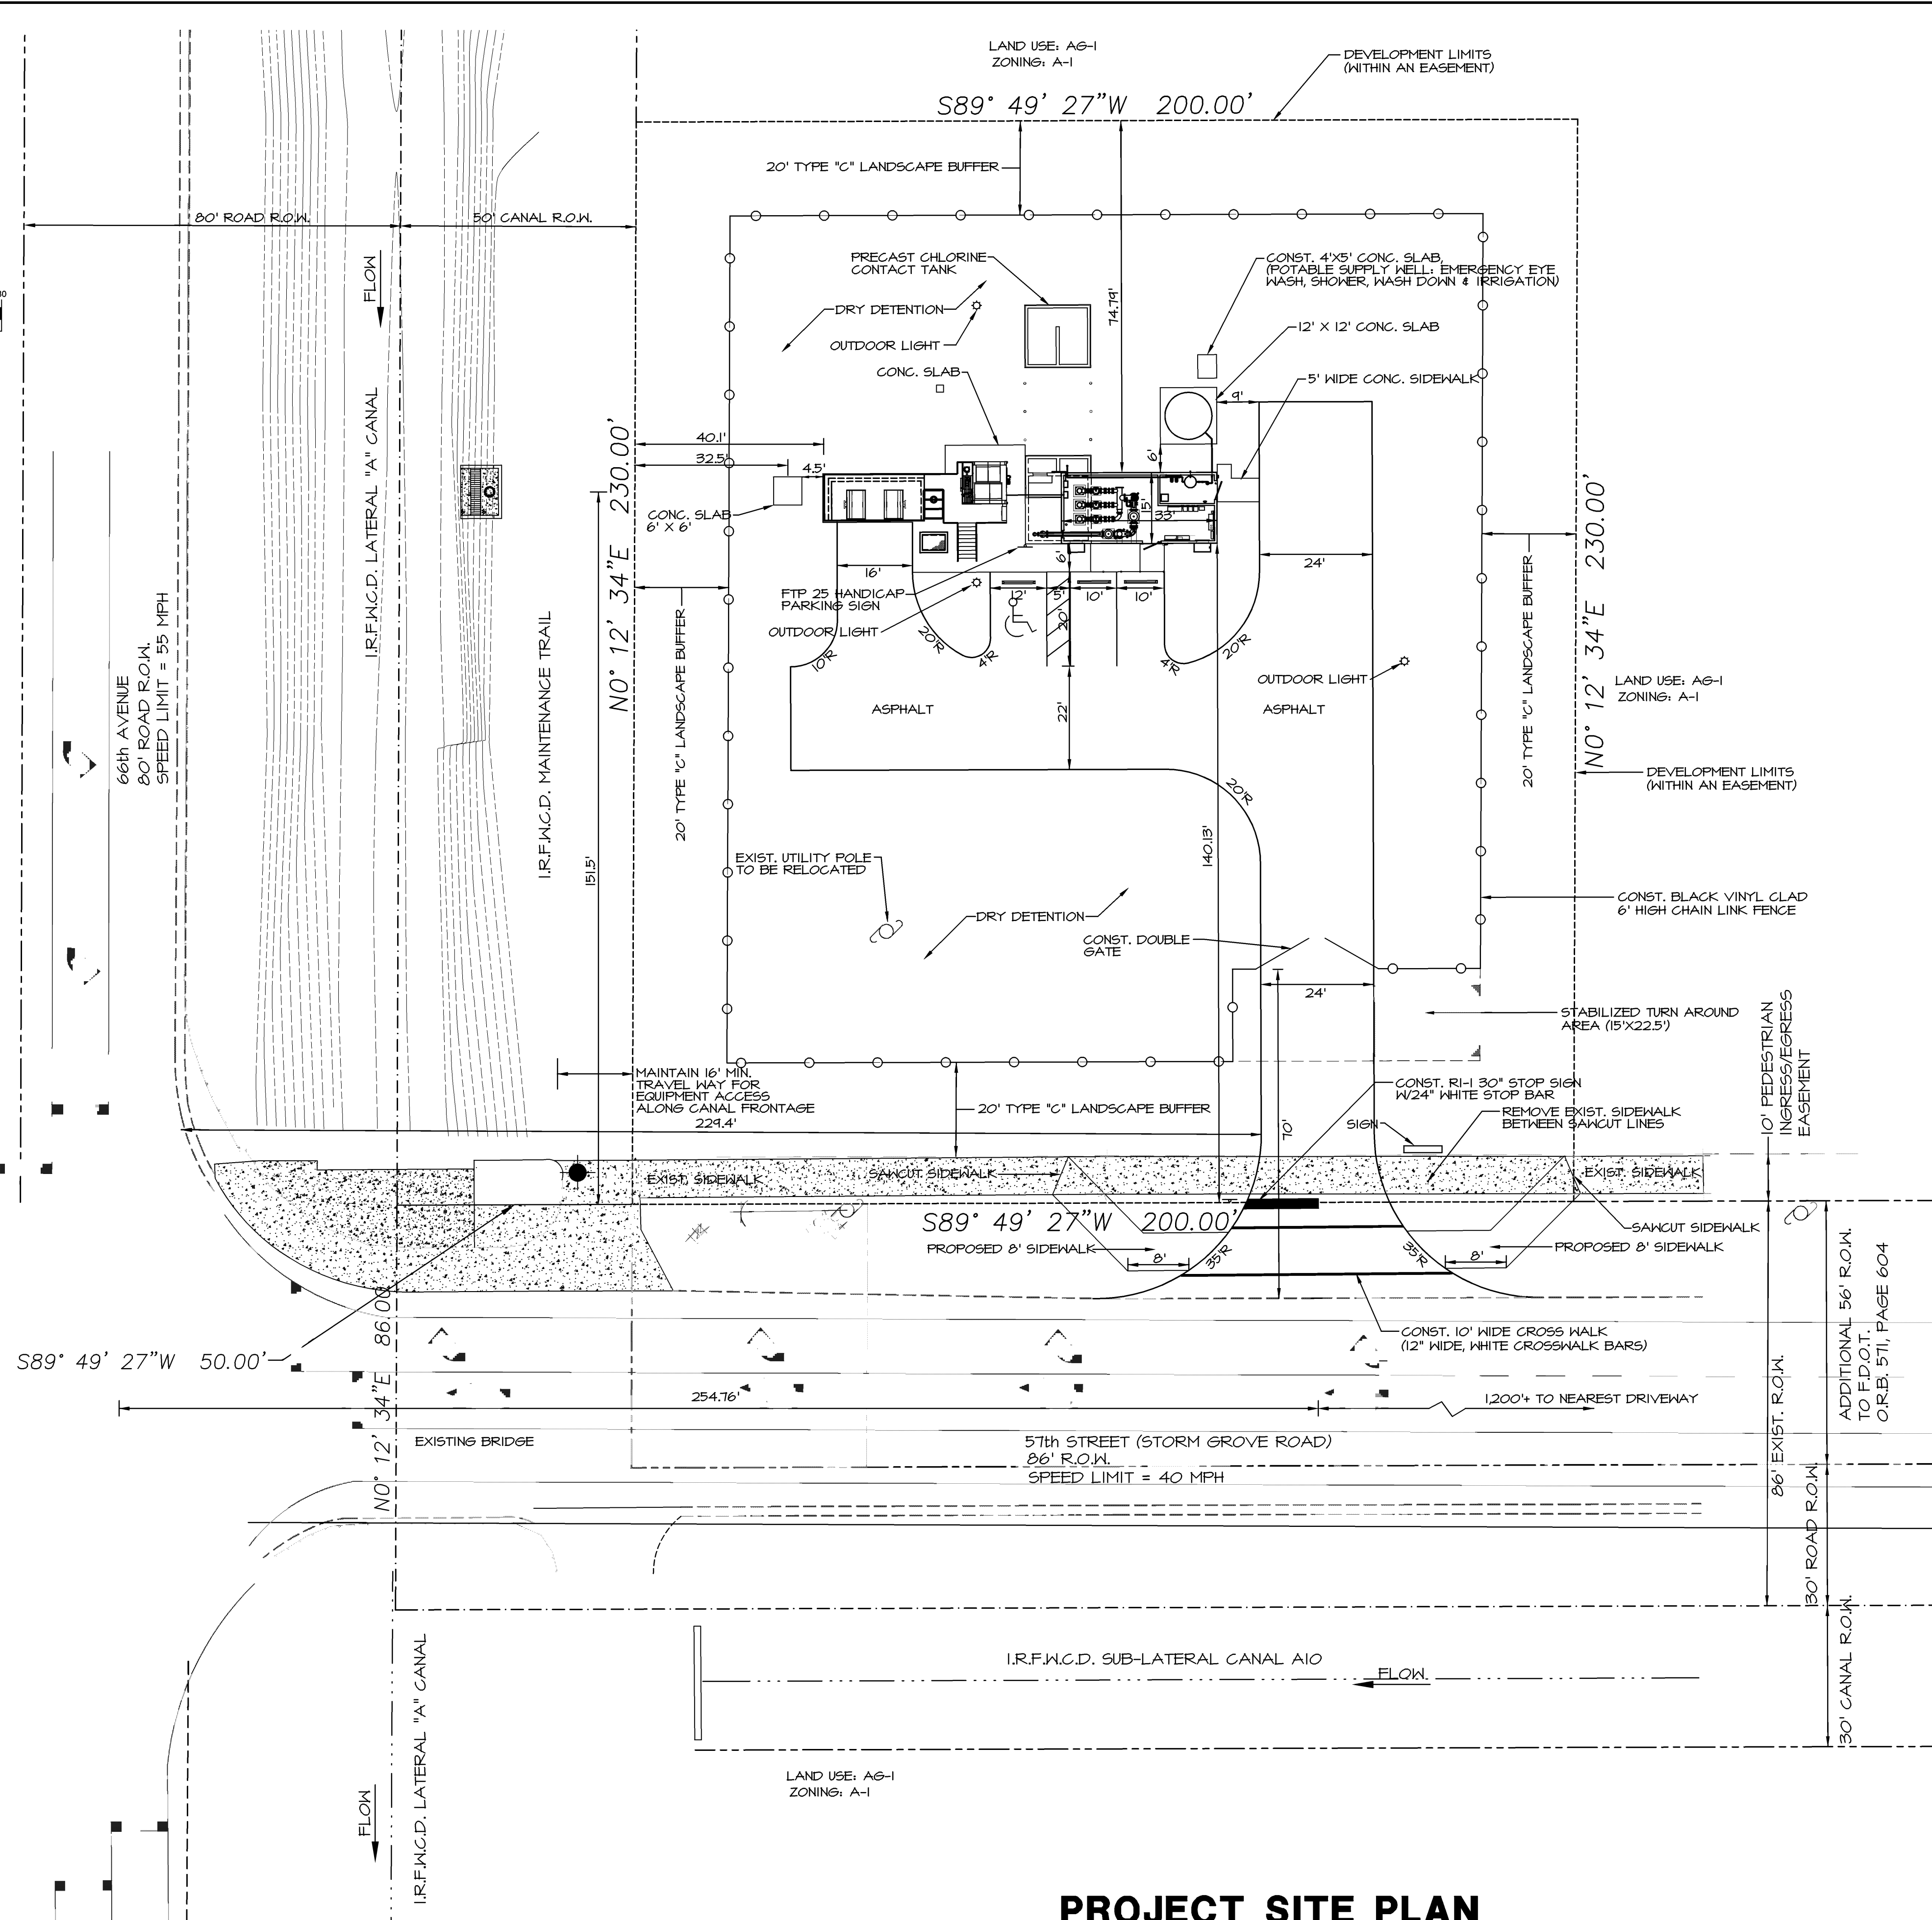 LAND USE: AG-1
ZONING: A-1
DEVELOPMENT LIMITS
(WITHIN AN EASEMENT)
S89° 49' 27"W 200.00'
20' TYPE "C" LANDSCAPE BUFFER
80' ROAD R.O.W.
50' CANAL R.O.W.
FLOW
PRECAST CHLORINE
CONTACT TANK
CONST. 4'X5' CONC. SLAB,
(POTABLE SUPPLY WELL: EMERGENCY EYE
WASH, SHOWER, WASH DOWN & IRRIGATION)
DRY DETENTION
74.79'
12' X 12' CONC. SLAB
OUTDOOR LIGHT
CONC. SLAB
5' WIDE CONC. SIDEWALK
9'
I.R.F.W.C.D. LATERAL "A" CANAL
N0° 12' 34"E 230.00'
40.1'
32.5'
4.5'
6'
CONC. SLAB
6' X 6'
15'
33'
N0° 12' 34"E 230.00'
16'
6'
24'
FTP 25 HANDICAP
PARKING SIGN
12'
5'
10'
10'
20'
OUTDOOR LIGHT
10'R
20'R
4'R
4'R
20'R
66th AVENUE
80' ROAD R.O.W.
SPEED LIMIT = 55 MPH
I.R.F.W.C.D. MAINTENANCE TRAIL
20' TYPE "C" LANDSCAPE BUFFER
20' TYPE "C" LANDSCAPE BUFFER
OUTDOOR LIGHT
LAND USE: AG-1
ZONING: A-1
ASPHALT
22'
ASPHALT
DEVELOPMENT LIMITS
(WITHIN AN EASEMENT)
20'R
151.5'
140.13'
EXIST. UTILITY POLE
TO BE RELOCATED
CONST. BLACK VINYL CLAD
6' HIGH CHAIN LINK FENCE
DRY DETENTION
CONST. DOUBLE
GATE
24'
STABILIZED TURN AROUND
AREA (15'X22.5')
10' PEDESTRIAN
INGRESS/EGRESS
EASEMENT
MAINTAIN 16' MIN.
TRAVEL WAY FOR
EQUIPMENT ACCESS
ALONG CANAL FRONTAGE
229.4'
CONST. R1-1 30" STOP SIGN
W/24" WHITE STOP BAR
20' TYPE "C" LANDSCAPE BUFFER
REMOVE EXIST. SIDEWALK
BETWEEN SAWCUT LINES
SIGN
70'
EXIST. SIDEWALK
SAWCUT SIDEWALK
EXIST. SIDEWALK
S89° 49' 27"W 200.00'
SAWCUT SIDEWALK
PROPOSED 8' SIDEWALK
8'
35'R
35'R
8'
PROPOSED 8' SIDEWALK
N0° 12' 34"E 86.00'
CONST. 10' WIDE CROSS WALK
(12" WIDE, WHITE CROSSWALK BARS)
S89° 49' 27"W 50.00'
254.76'
1,200'+ TO NEAREST DRIVEWAY
EXISTING BRIDGE
57th STREET (STORM GROVE ROAD)
86' R.O.W.
SPEED LIMIT = 40 MPH
86' EXIST. R.O.W.
ADDITIONAL 56' R.O.W.
TO F.D.O.T.
O.R.B. 571, PAGE 604
30' ROAD R.O.W.
30' CANAL R.O.W.
I.R.F.W.C.D. SUB-LATERAL CANAL A10
FLOW
I.R.F.W.C.D. LATERAL "A" CANAL
FLOW
LAND USE: AG-1
ZONING: A-1
PROJECT SITE PLAN